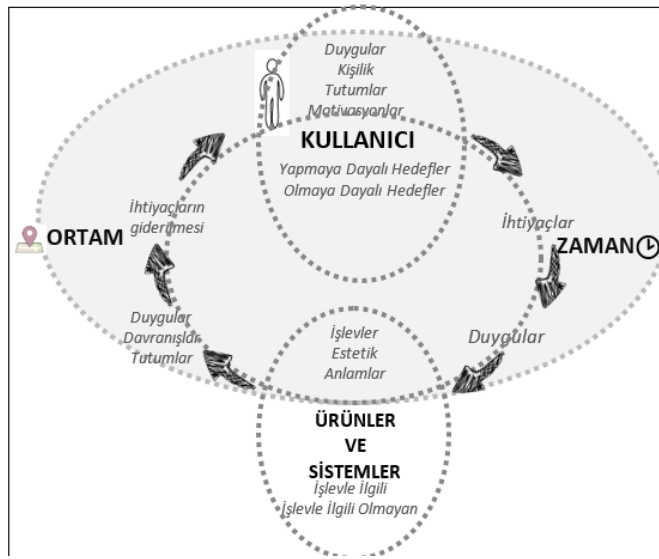 Duygular
Kişilik
Tutumlar
Motivasyonlar
KULLANICI
Yapmaya Dayalı Hedefler
Olmaya Dayalı Hedefler
İhtiyaçların
giderilmesi
ORTAM
İhtiyaçlar
ZAMAN
Duygular
Davranışlar
Tutumlar
İşlevler
Estetik
Anlamlar
Duygular
ÜRÜNLER
VE
SİSTEMLER
İşlevle İlgili
İşlevle İlgili Olmayan